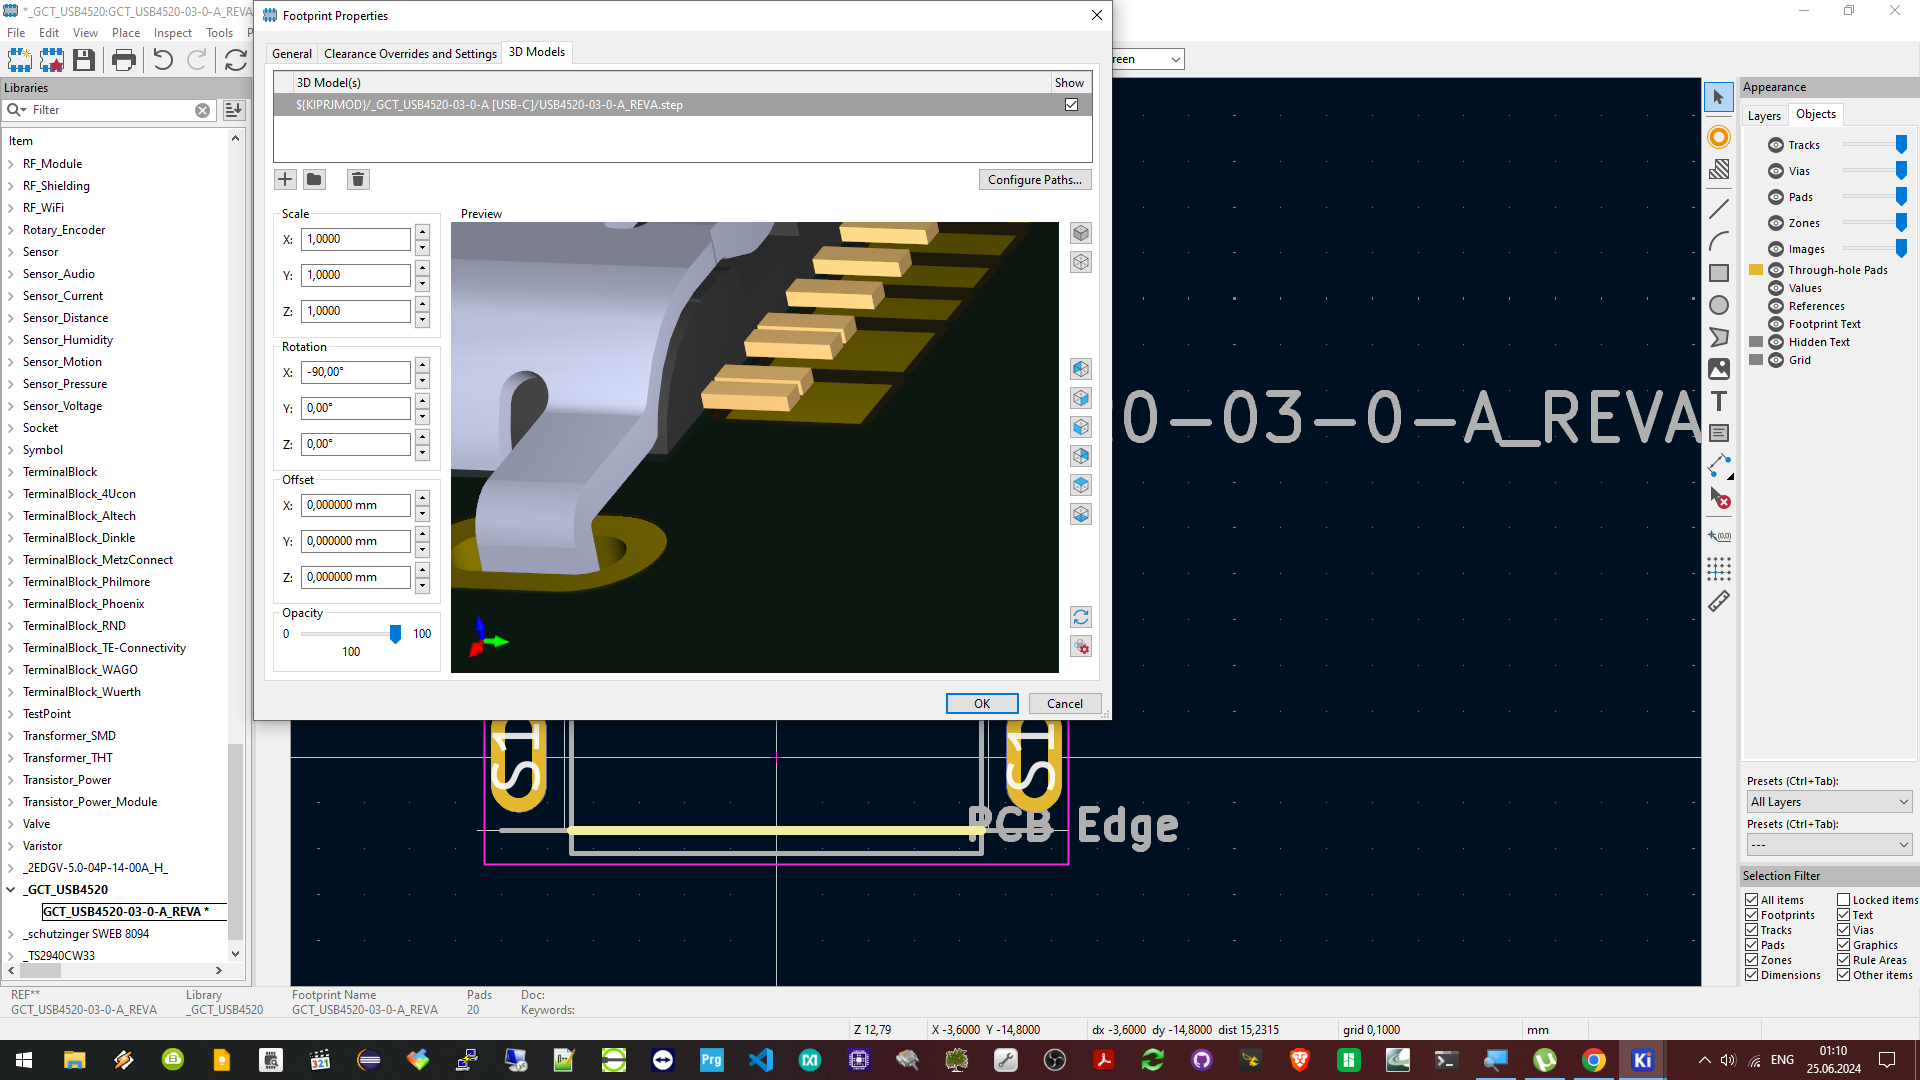 *_GCT_USB4520:GCT_USB4520-03-0-A_REVA
File Edit View Place Inspect Tools P
Libraries
Filter
Item
RF_Module
RF_Shielding
RF_WiFi
Rotary_Encoder
Sensor
Sensor_Audio
Sensor_Current
Sensor_Distance
Sensor_Humidity
Sensor_Motion
Sensor_Pressure
Sensor_Voltage
Socket
Symbol
TerminalBlock
TerminalBlock_4Ucon
TerminalBlock_Altech
TerminalBlock_Dinkle
TerminalBlock_MetzConnect
TerminalBlock_Philmore
TerminalBlock_Phoenix
TerminalBlock_RND
TerminalBlock_TE-Connectivity
TerminalBlock_WAGO
TerminalBlock_Wuerth
TestPoint
Transformer_SMD
Transformer_THT
Transistor_Power
Transistor_Power_Module
Valve
Varistor
_2EDGV-5.0-04P-14-00A_H_
_GCT_USB4520
GCT_USB4520-03-0-A_REVA *
_schutzinger SWEB 8094
_TS2940CW33
Footprint Properties
General Clearance Overrides and Settings 3D Models
3D Model(s) Show
${KIPRJMOD}/_GCT_USB4520-03-0-A [USB-C]/USB4520-03-0-A_REVA.step
Configure Paths...
Scale
X: 1,0000
Y: 1,0000
Z: 1,0000
Rotation
X: -90,00°
Y: 0,00°
Z: 0,00°
Offset
X: 0,000000 mm
Y: 0,000000 mm
Z: 0,000000 mm
Opacity
0 100
100
Preview
OK Cancel
reen
20-03-0-A_REVA
S1 S1
PCB Edge
T
(0,0)
Appearance
Layers Objects
Tracks
Vias
Pads
Zones
Images
Through-hole Pads
Values
References
Footprint Text
Hidden Text
Grid
Presets (Ctrl+Tab):
All Layers
Presets (Ctrl+Tab):
---
Selection Filter
All items Locked items
Footprints Text
Tracks Vias
Pads Graphics
Zones Rule Areas
Dimensions Other items
REF** Library Footprint Name Pads Doc:
GCT_USB4520-03-0-A_REVA _GCT_USB4520 GCT_USB4520-03-0-A_REVA 20 Keywords:
Z 12,79 X -3,6000 Y -14,8000 dx -3,6000 dy -14,8000 dist 15,2315 grid 0,1000 mm
321
Prg
Ki
ENG
01:10
25.06.2024